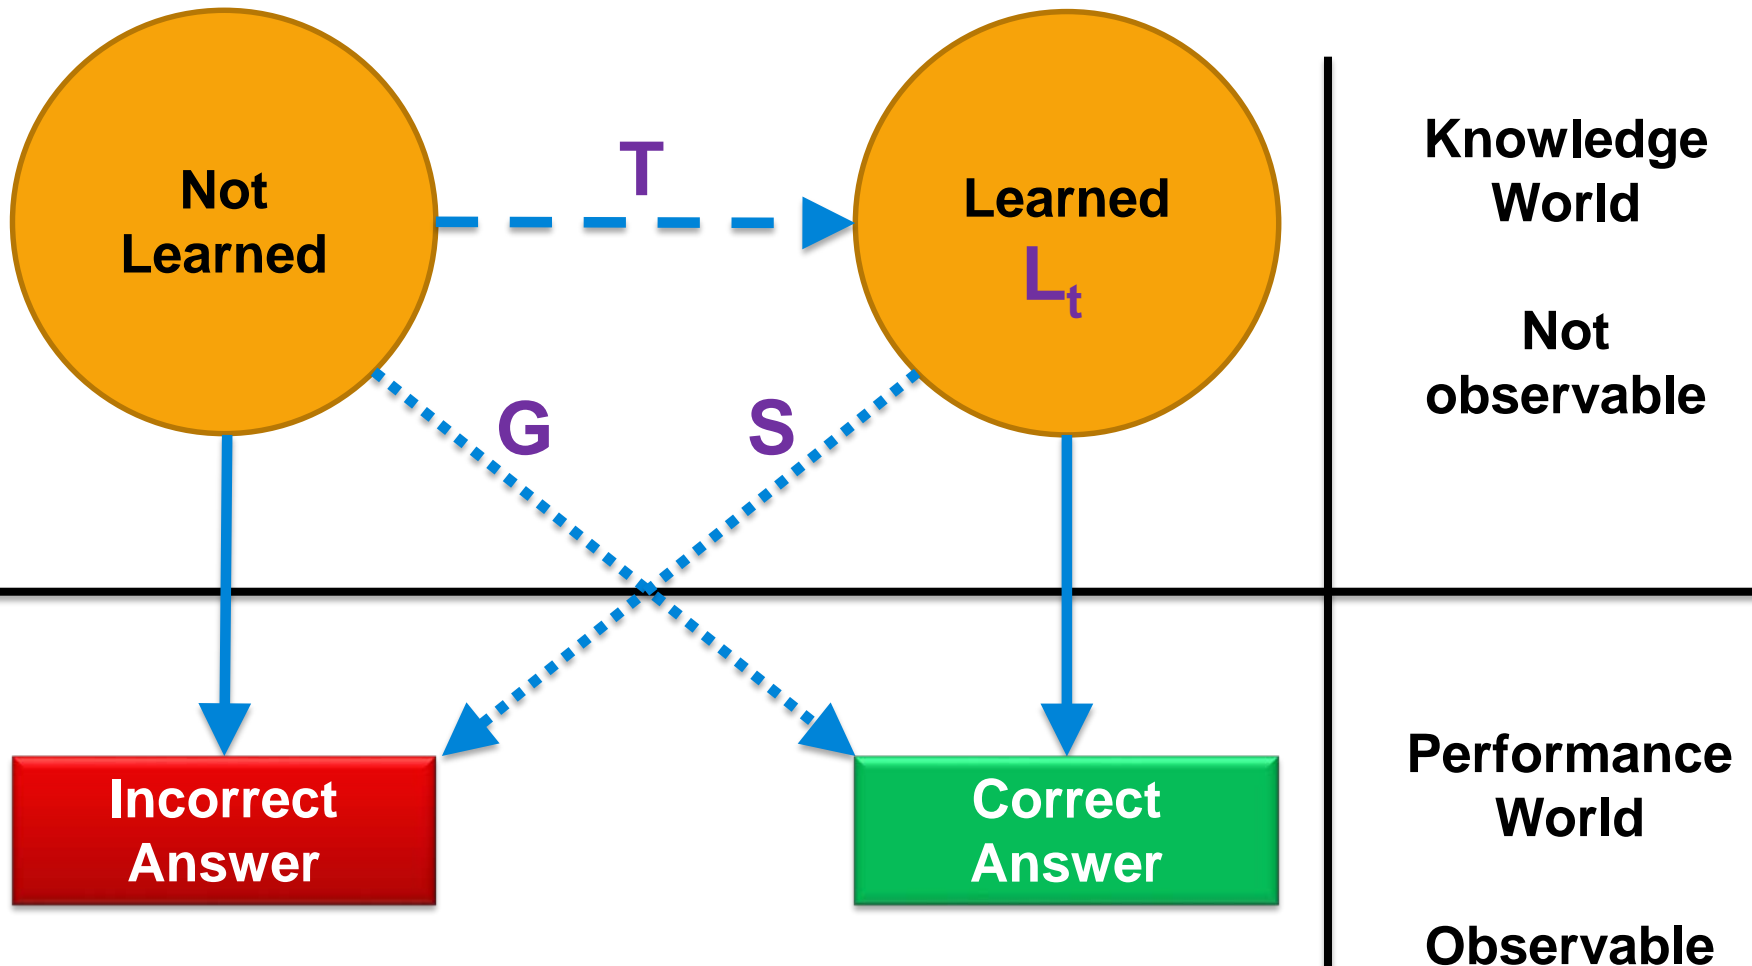 Not
Learned
T
Learned
Lt
Knowledge
World
Not
observable
G
S
Incorrect
Answer
Correct
Answer
Performance
World
Observable